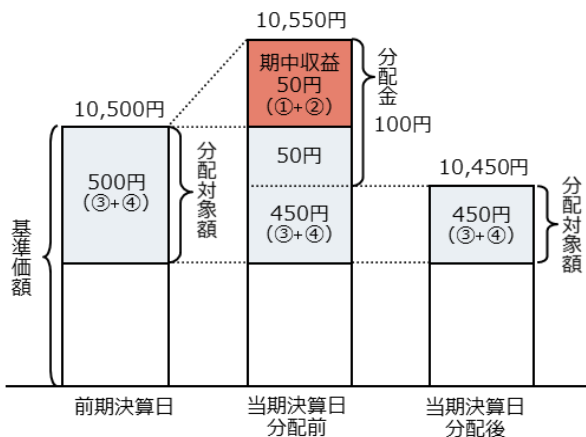 10,550円
期中収益
50円
(①+②)
分配金
100円
10,500円
500円
(③+④)
分配対象額
50円
450円
(③+④)
10,450円
450円
(③+④)
分配対象額
基準価額
前期決算日
当期決算日
分配前
当期決算日
分配後